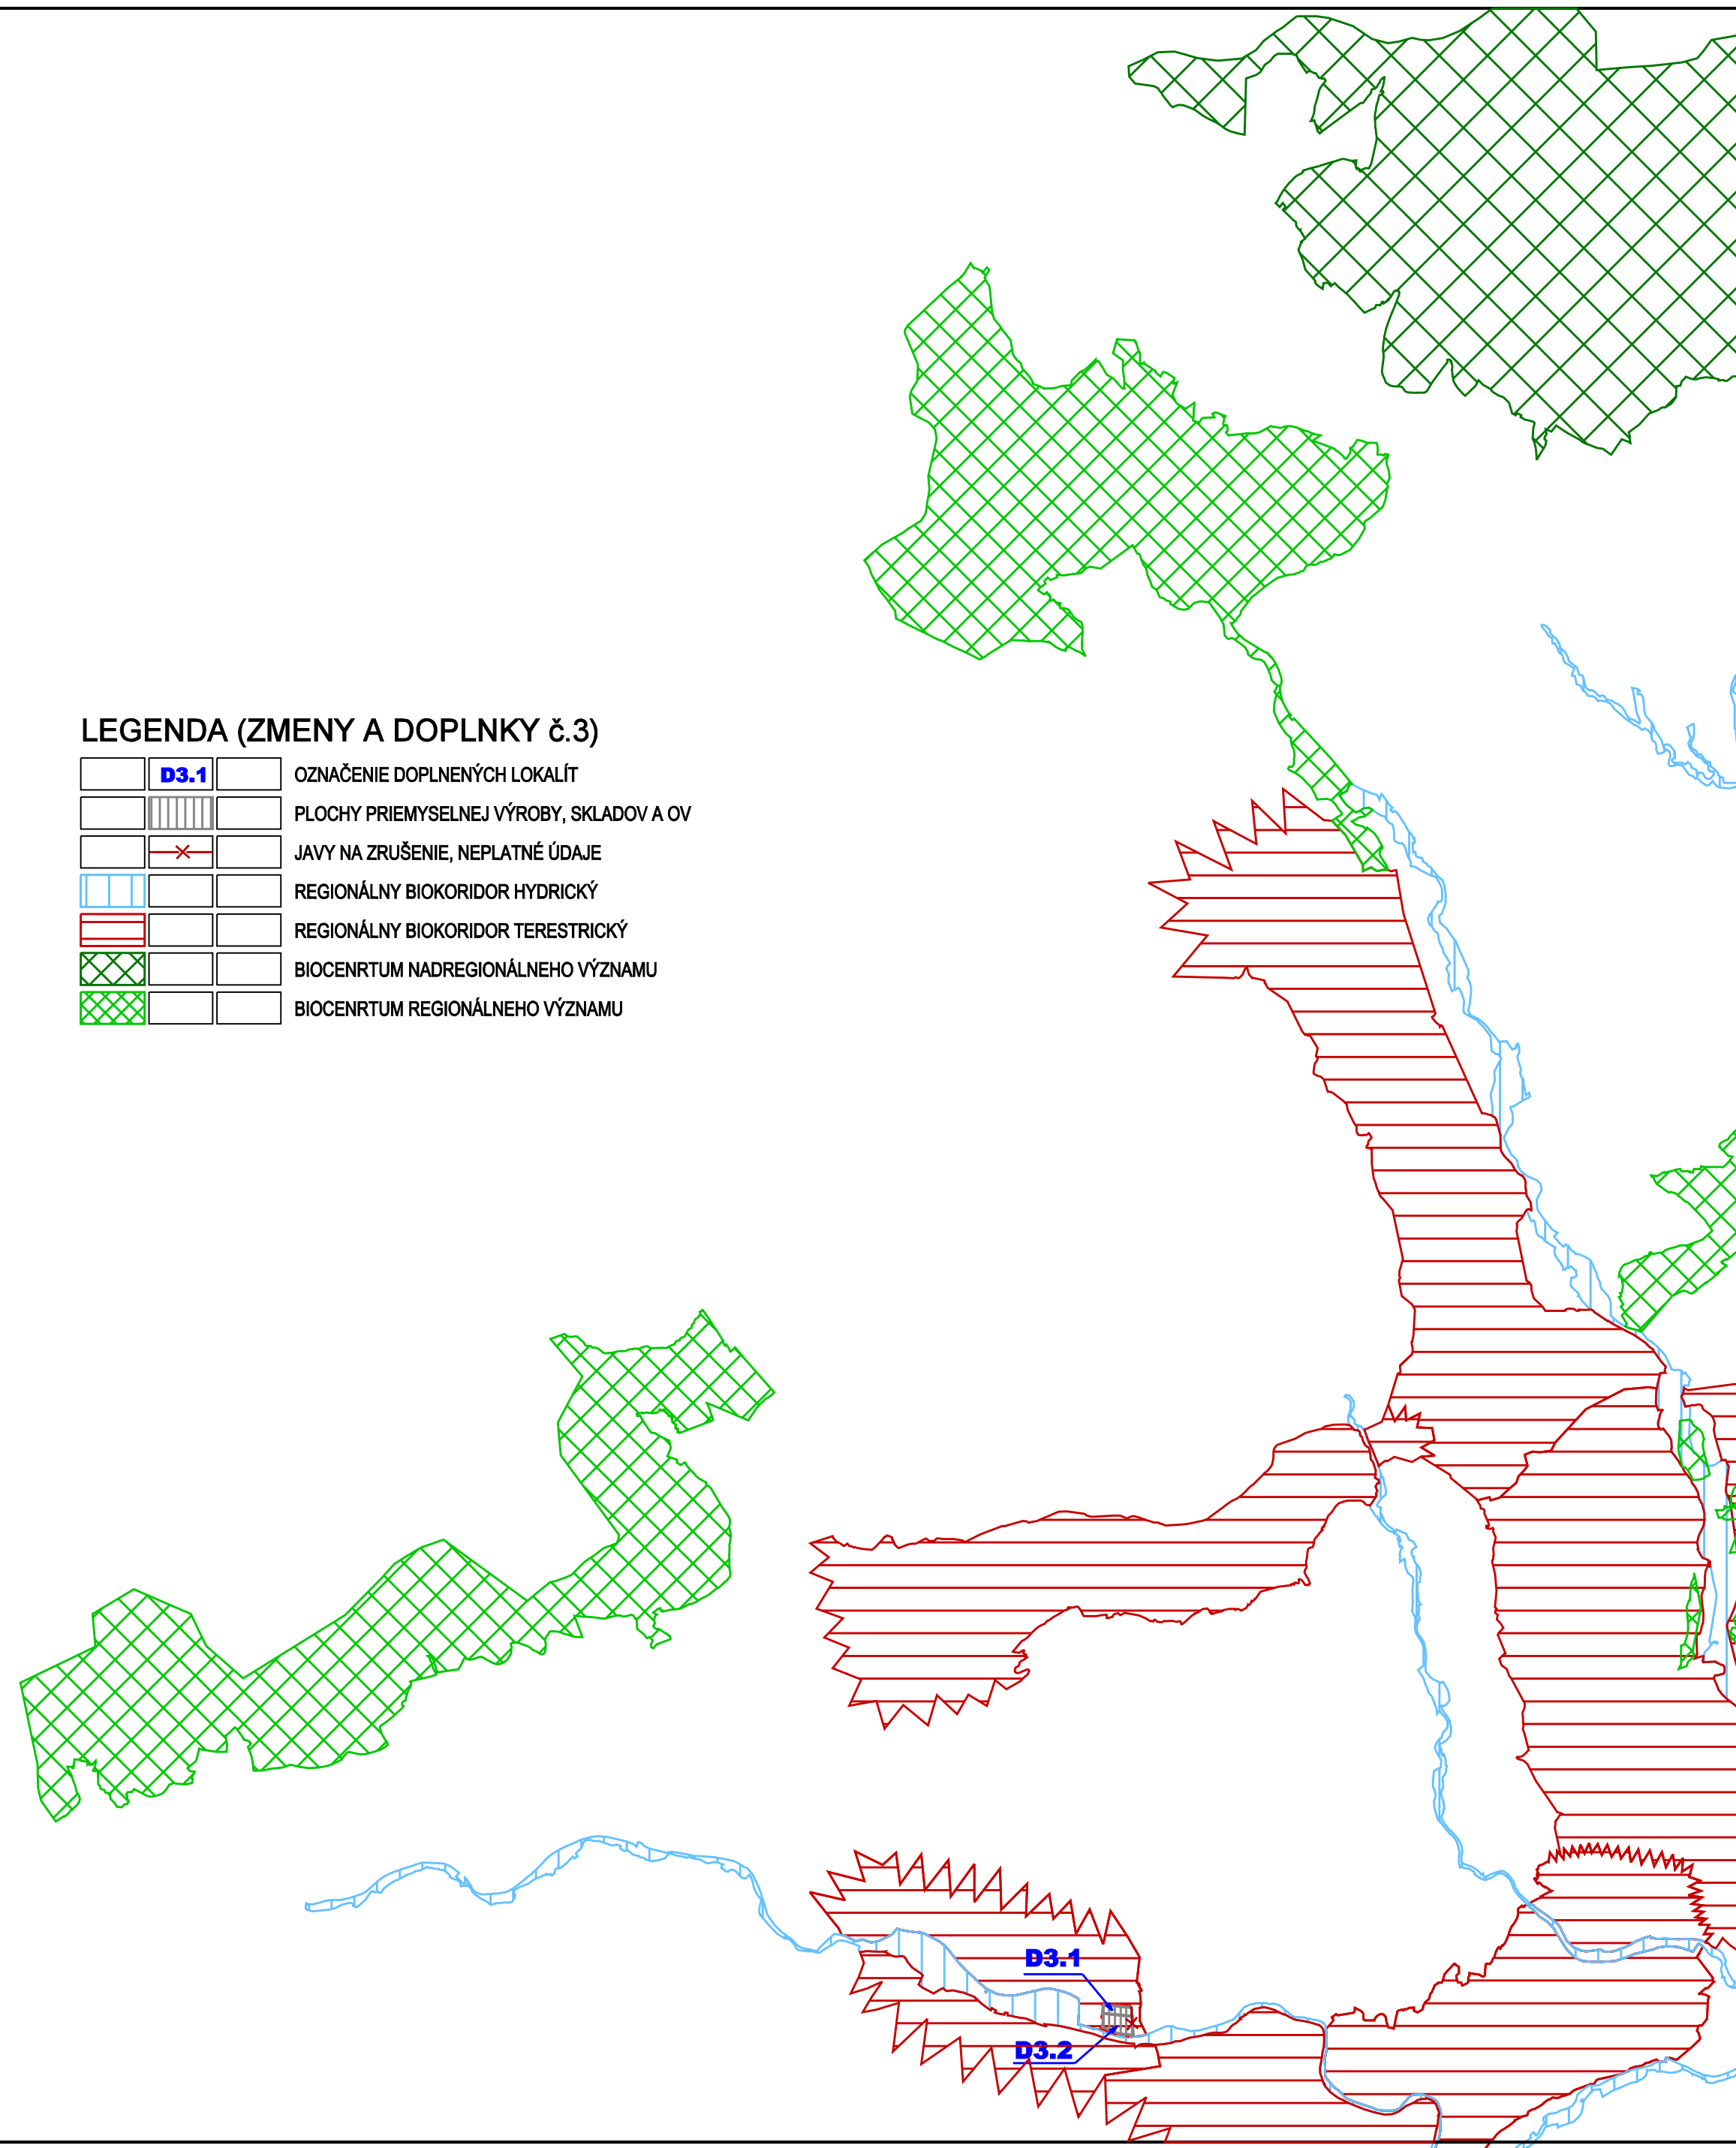 LEGENDA (ZMENY A DOPLNKY č.3)
D3.1 OZNAČENIE DOPLNENÝCH LOKALÍT
PLOCHY PRIEMYSELNEJ VÝROBY, SKLADOV A OV
JAVY NA ZRUŠENIE, NEPLATNÉ ÚDAJE
REGIONÁLNY BIOKORIDOR HYDRICKÝ
REGIONÁLNY BIOKORIDOR TERESTRICKÝ
BIOCENRTUM NADREGIONÁLNEHO VÝZNAMU
BIOCENRTUM REGIONÁLNEHO VÝZNAMU
D3.1
D3.2